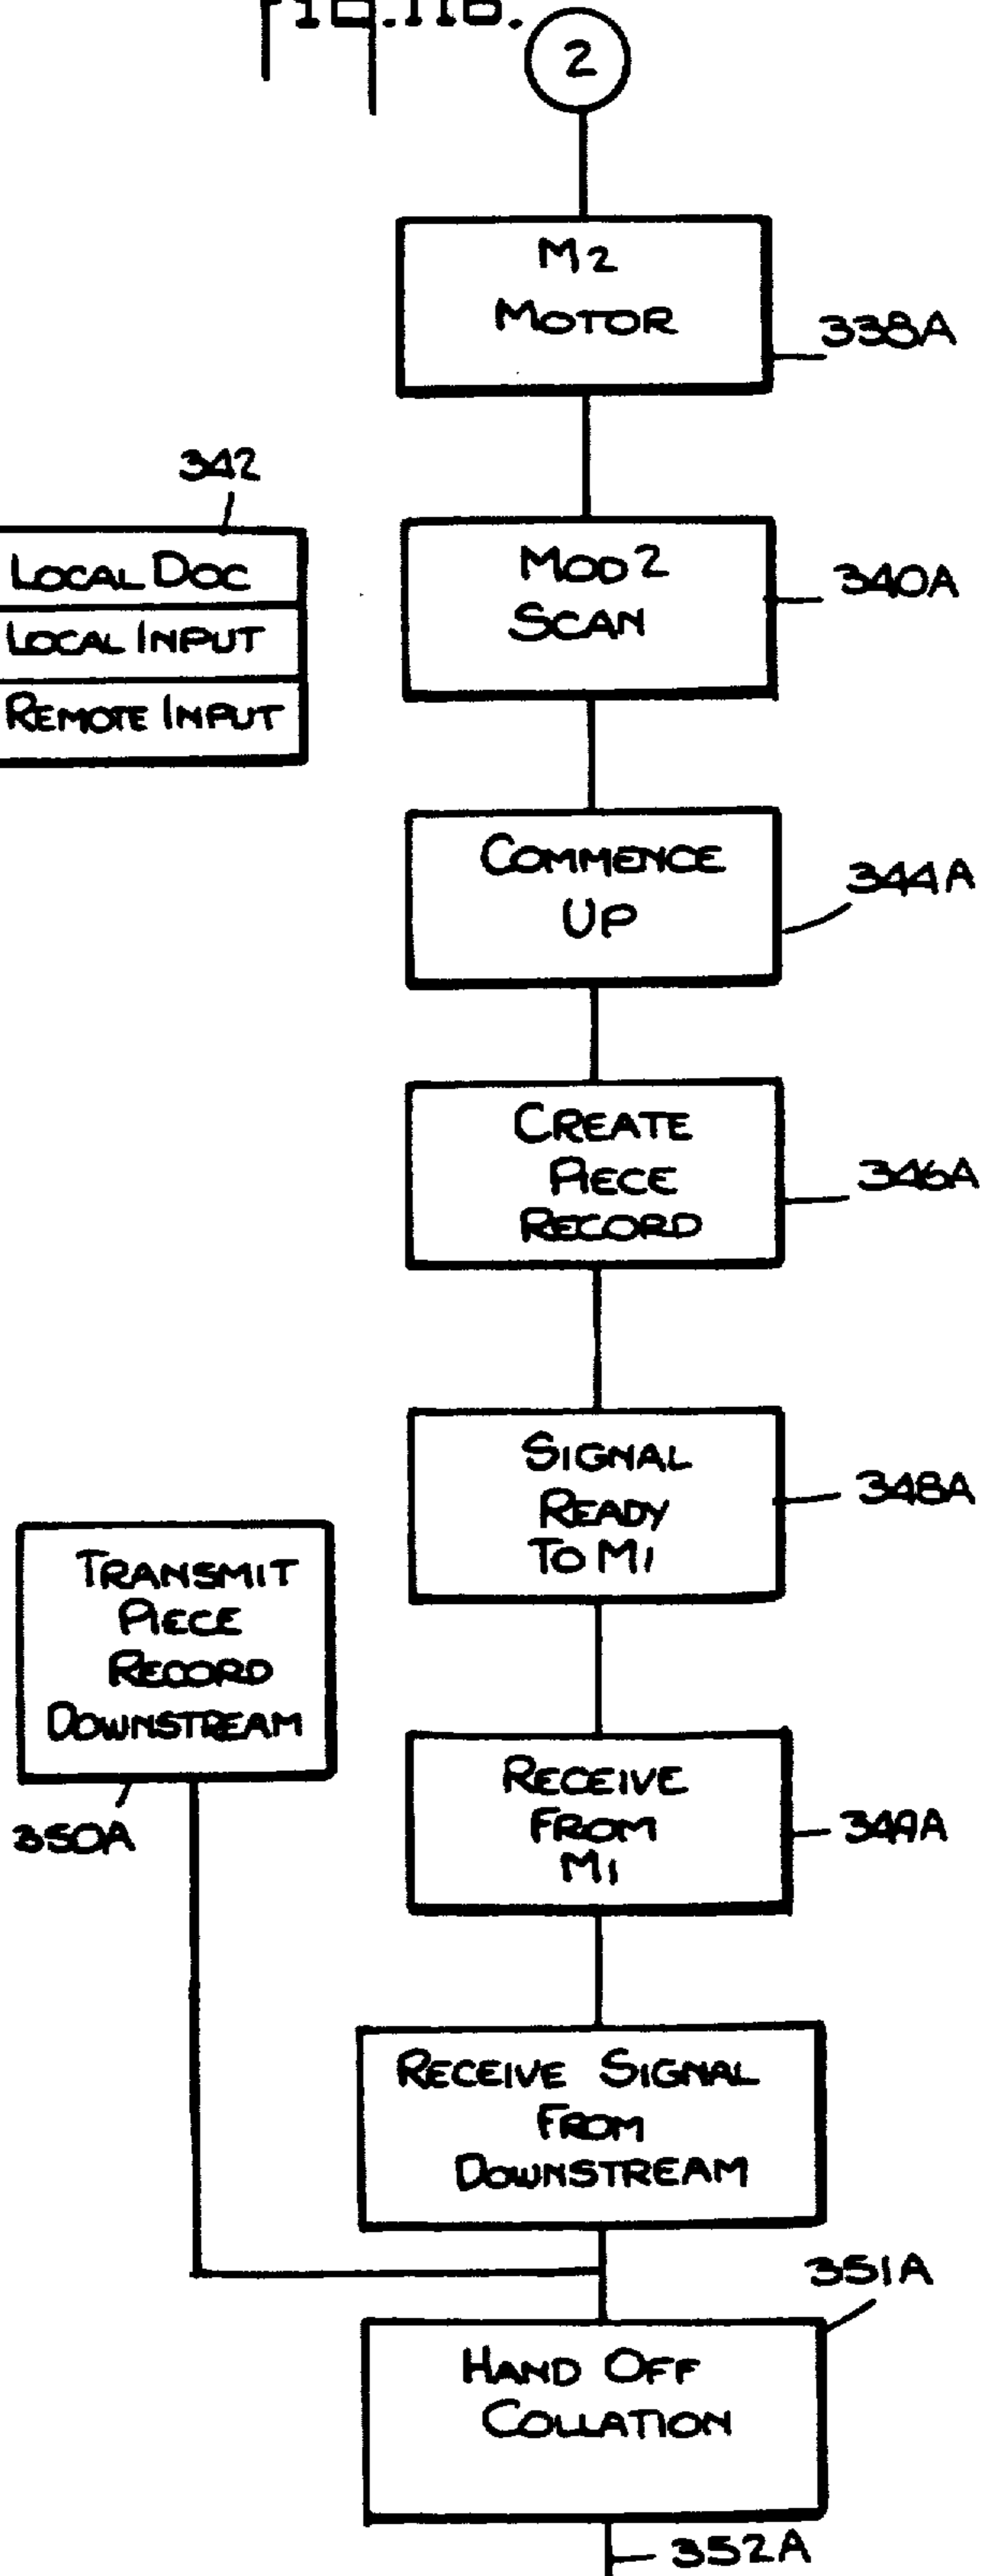 FIG.11B.
2
M2
MOTOR
338A
342
LOCAL DOC
LOCAL INPUT
REMOTE INPUT
MOD 2
SCAN
340A
COMMENCE
UP
344A
CREATE
PIECE
RECORD
346A
SIGNAL
READY
TO M1
348A
TRANSMIT
PIECE
RECORD
DOWNSTREAM
350A
RECEIVE
FROM
M1
349A
RECEIVE SIGNAL
FROM
DOWNSTREAM
351A
HAND OFF
COLLATION
352A